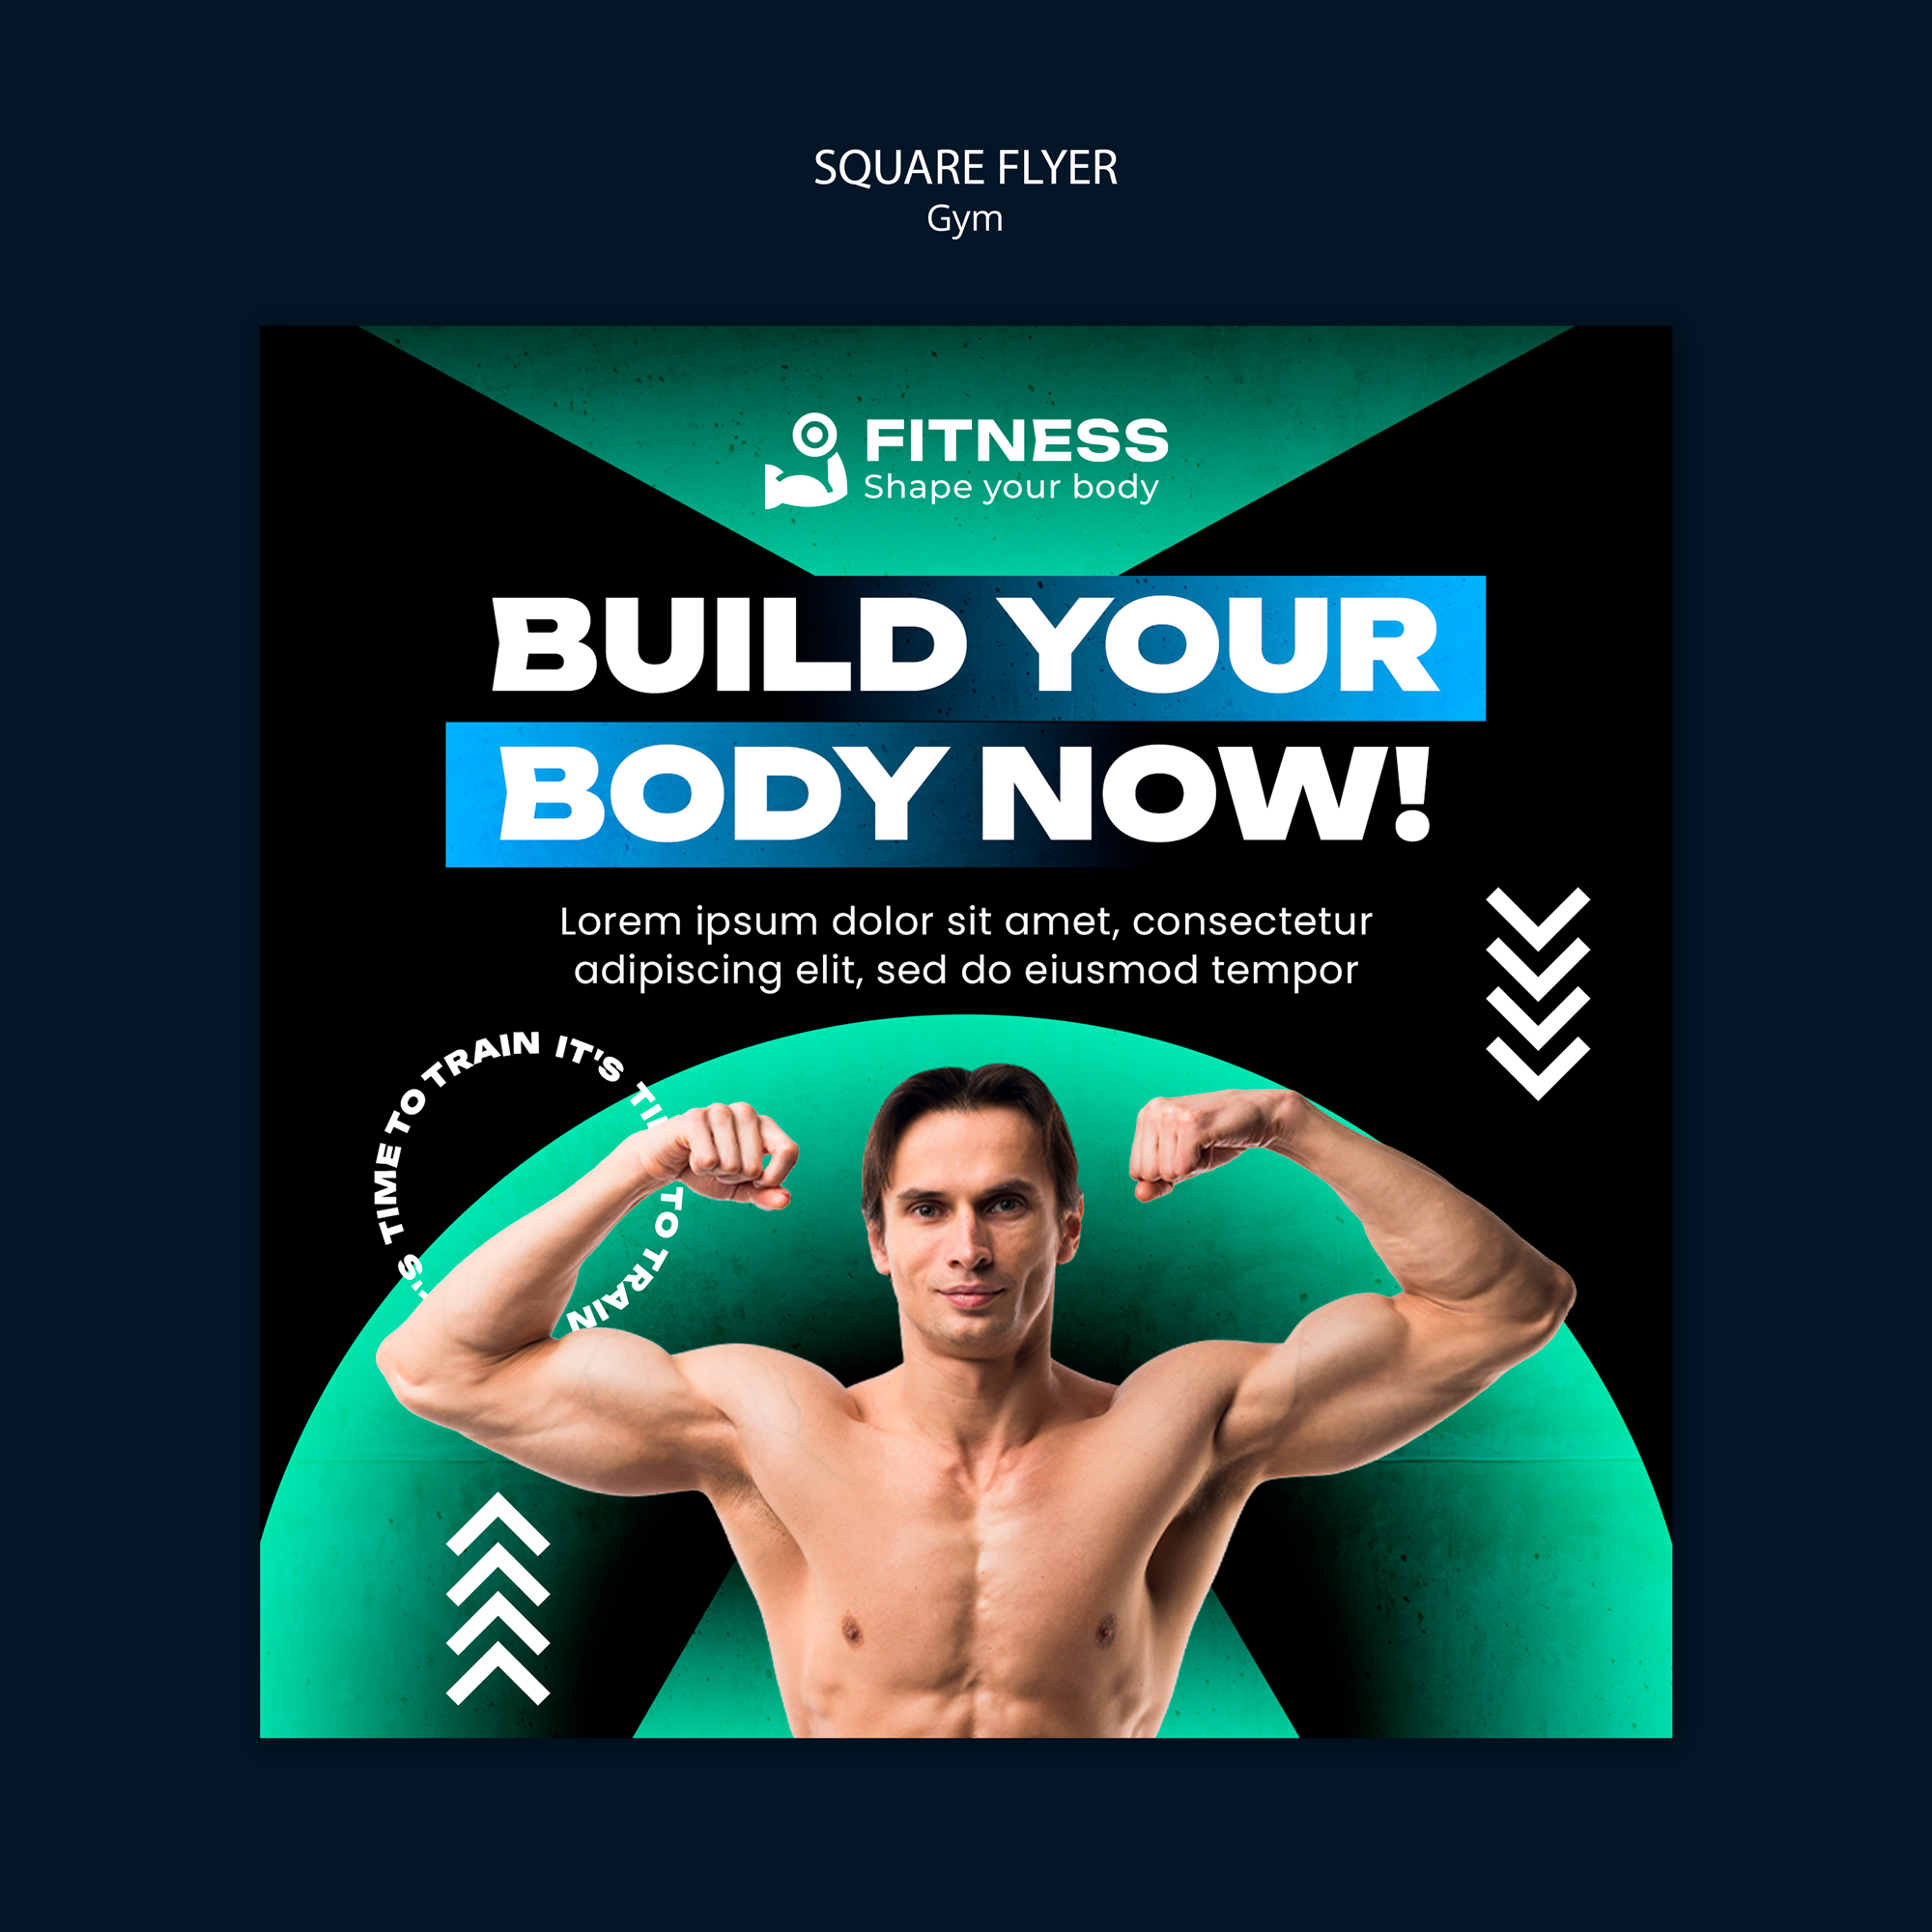 SQUARE FLYER
Gym
FITNESS
Shape your body
BUILD YOUR
BODY NOW!
Lorem ipsum dolor sit amet, consectetur
adipiscing elit, sed do eiusmod tempor
'S TIME TO TRAIN IT'S TI TO TRAIN